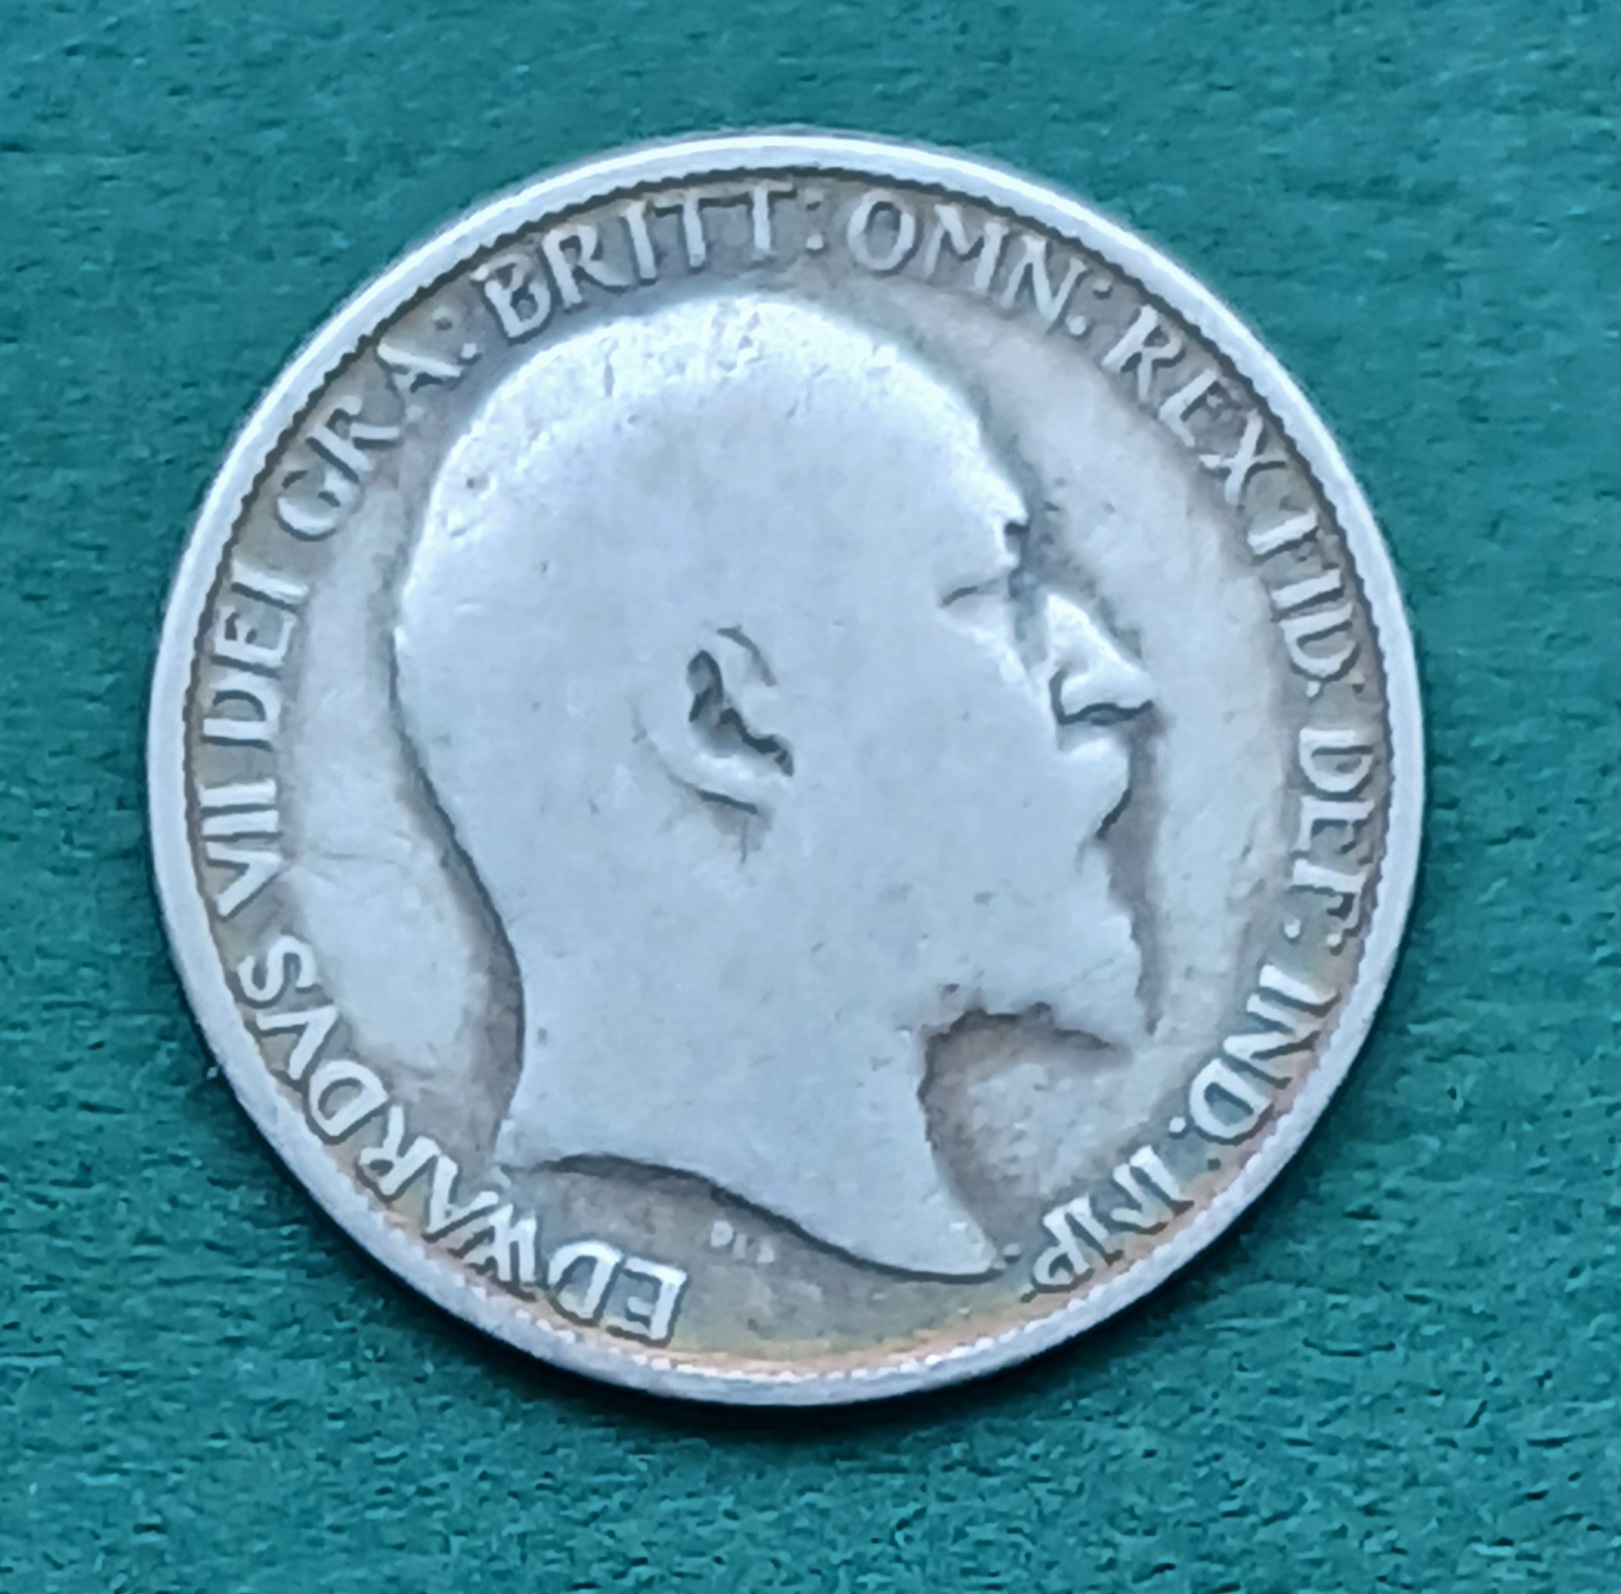 EDWARDVS VII DEI GRA: BRITT: OMN: REX FID: DEF: IND: IMP: